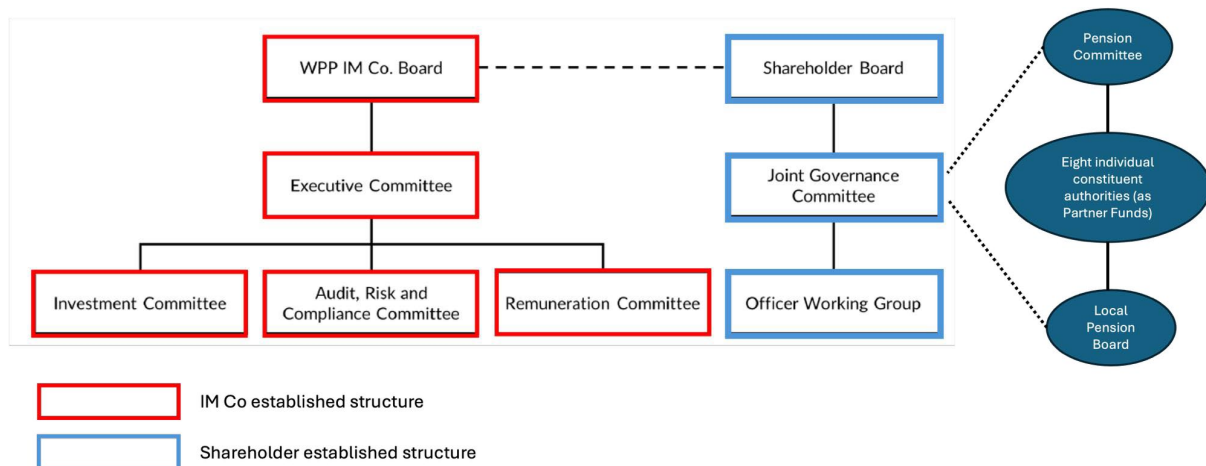 WPP IM Co. Board
Shareholder Board
Pension
Committee
Executive Committee
Joint Governance
Committee
Eight individual
constituent
authorities (as
Partner Funds)
Investment Committee
Audit, Risk and
Compliance Committee
Remuneration Committee
Officer Working Group
Local
Pension
Board
IM Co established structure
Shareholder established structure